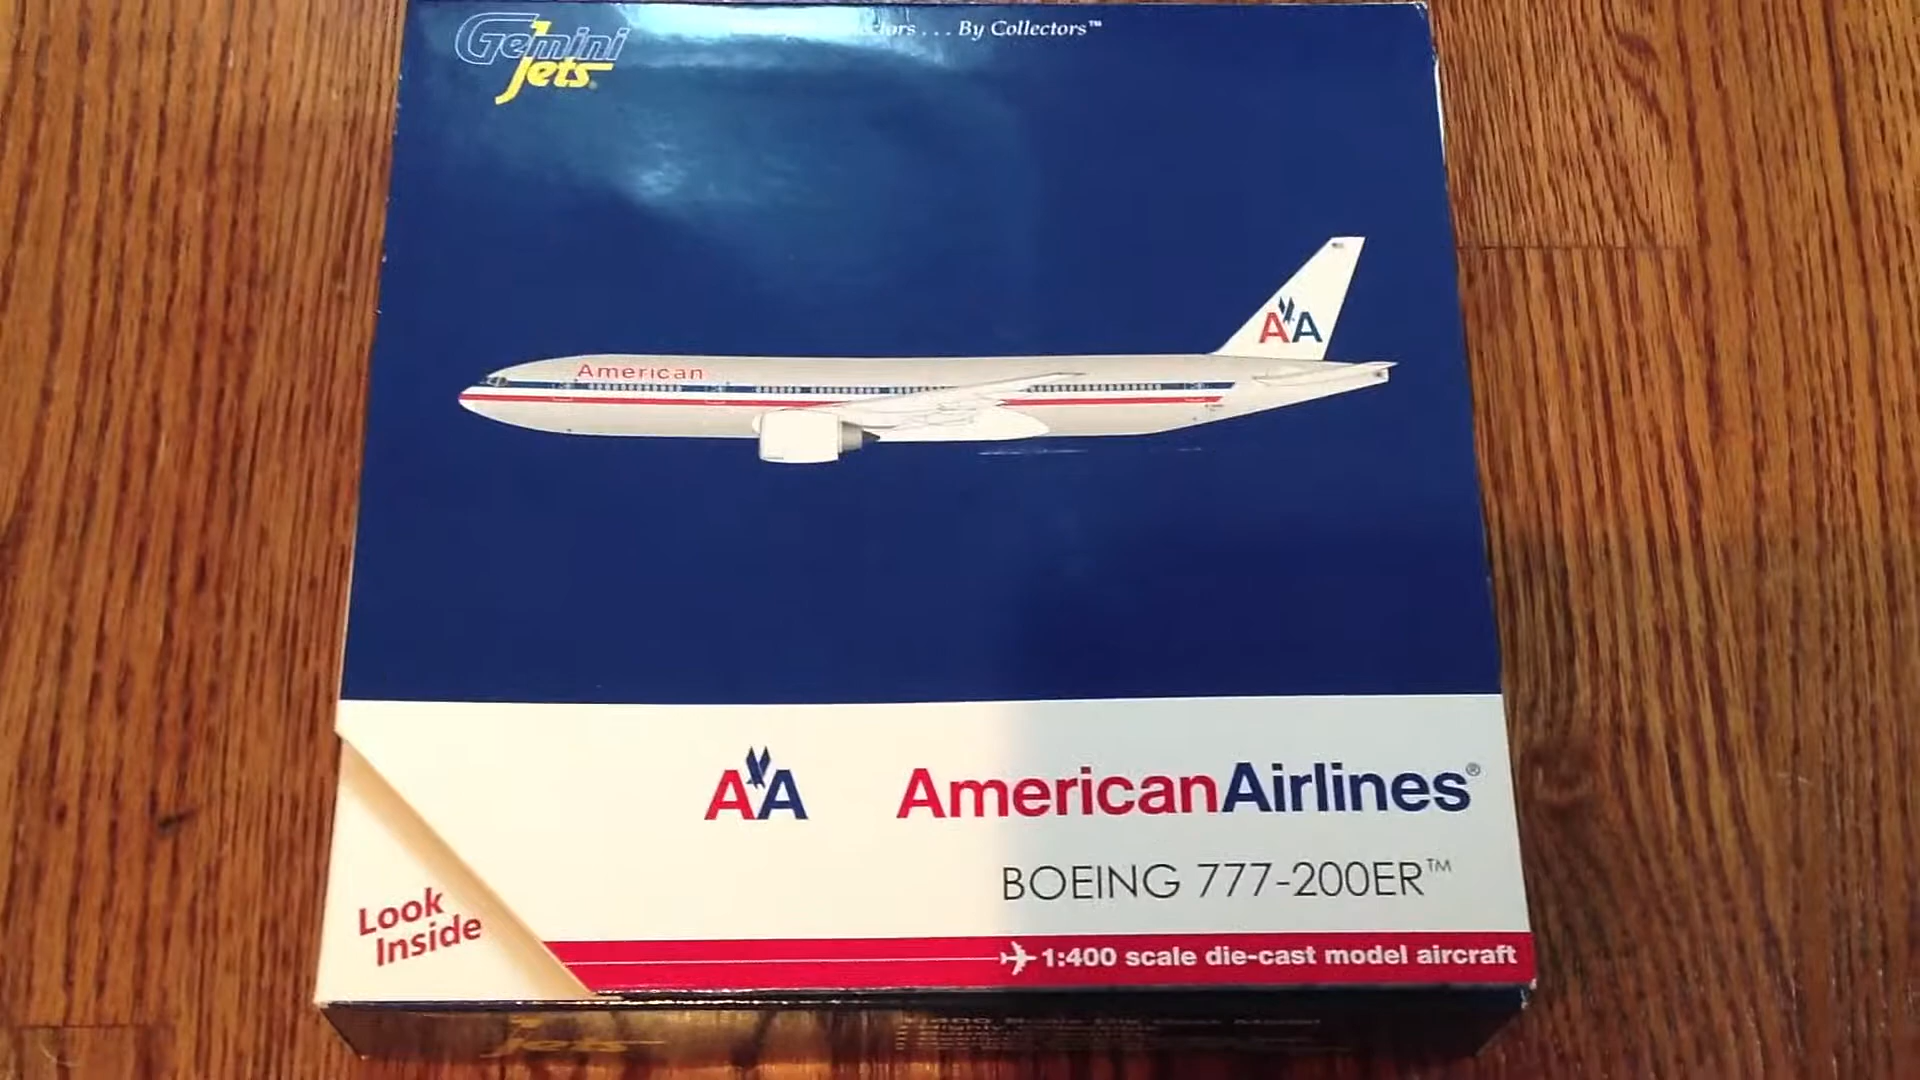 Gemini
Jets
. . . By Collectors™
American
AA
AA
AmericanAirlines®
BOEING 777-200ER™
Look
Inside
1:400 scale die-cast model aircraft
Jets